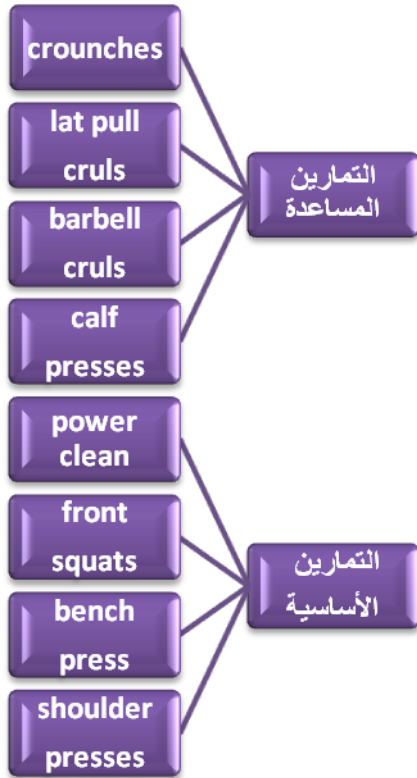 crounches
lat pull
cruls
barbell
cruls
calf
presses
التمارين
المساعدة
power
clean
front
squats
bench
press
shoulder
presses
التمارين
الأساسية